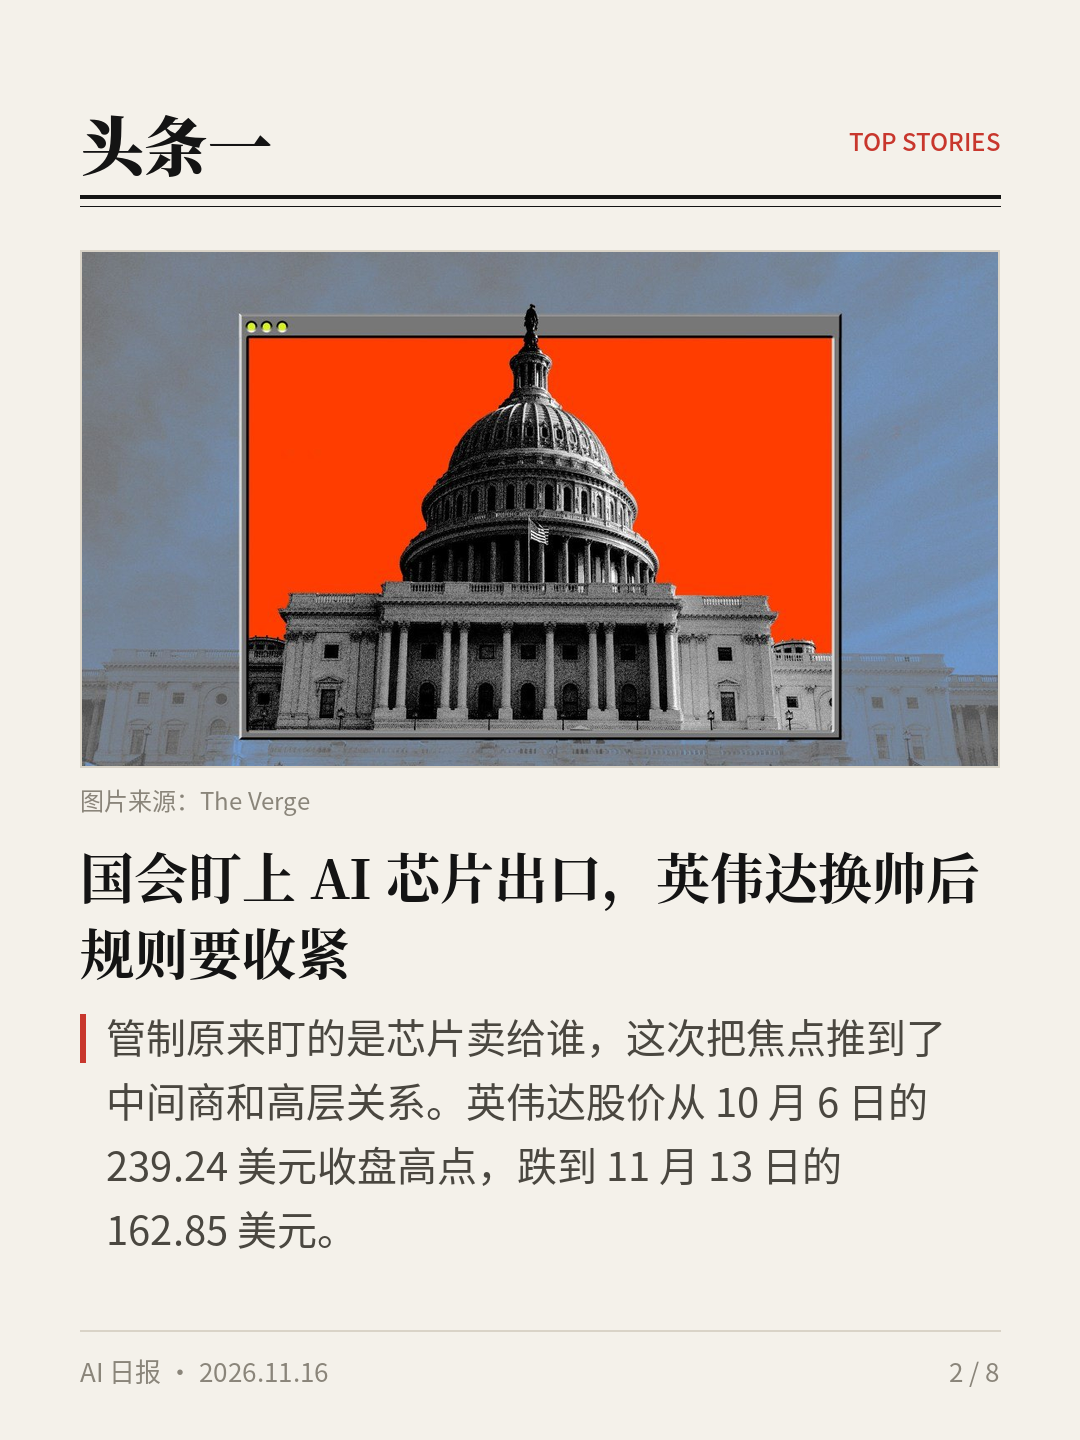 头条一
TOP STORIES
图片来源：The Verge
国会盯上 AI 芯片出口，英伟达换帅后
规则要收紧
管制原来盯的是芯片卖给谁，这次把焦点推到了
中间商和高层关系。英伟达股价从 10 月 6 日的
239.24 美元收盘高点，跌到 11 月 13 日的
162.85 美元。
AI 日报 · 2026.11.16
2 / 8